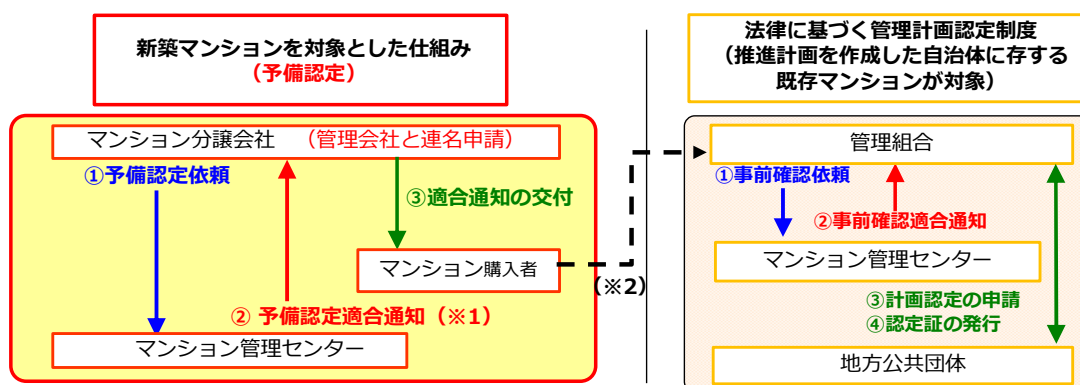 新築マンションを対象とした仕組み
（予備認定）
マンション分譲会社 （管理会社と連名申請）
①予備認定依頼
③適合通知の交付
マンション購入者
（※2）
② 予備認定適合通知（※1）
マンション管理センター
法律に基づく管理計画認定制度
（推進計画を作成した自治体に存する
既存マンションが対象）
管理組合
①事前確認依頼
②事前確認適合通知
マンション管理センター
③計画認定の申請
④認定証の発行
地方公共団体